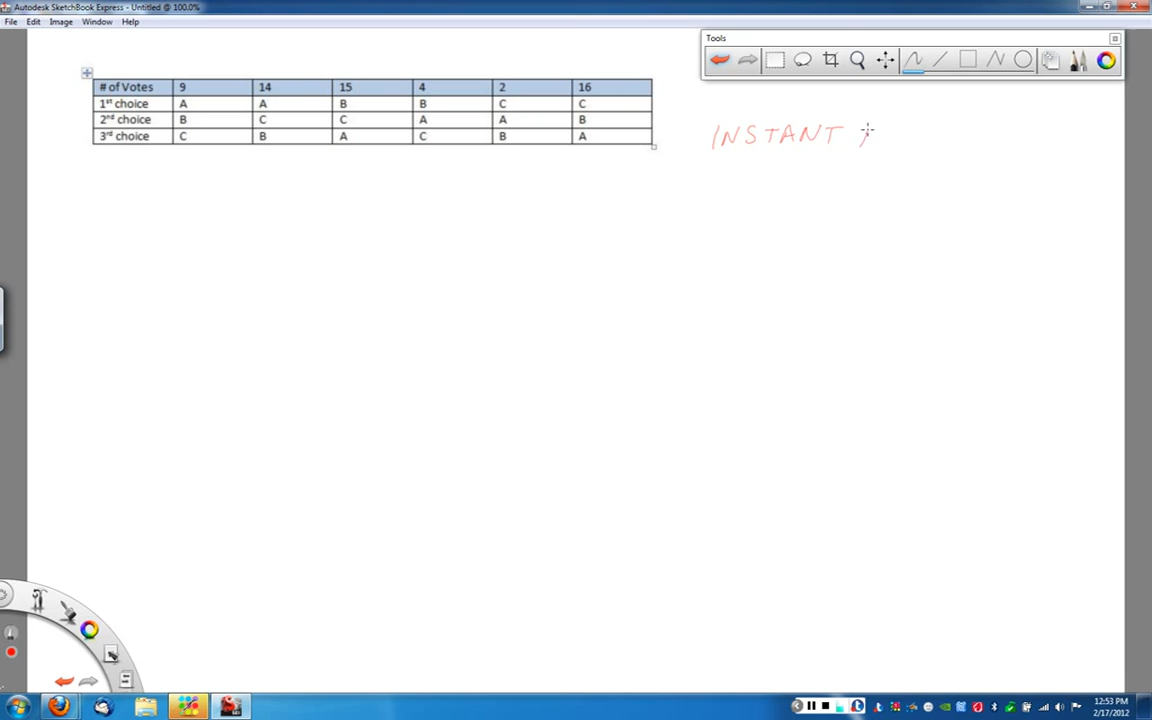 Autodesk SketchBook Express - Untitled @ 100.0%
File Edit Image Window Help
Tools
# of Votes 9 14 15 4 2 16
1st choice A A B B C C
2nd choice B C C A A B
3rd choice C B A C B A
INSTANT
12:53 PM
2/17/2012